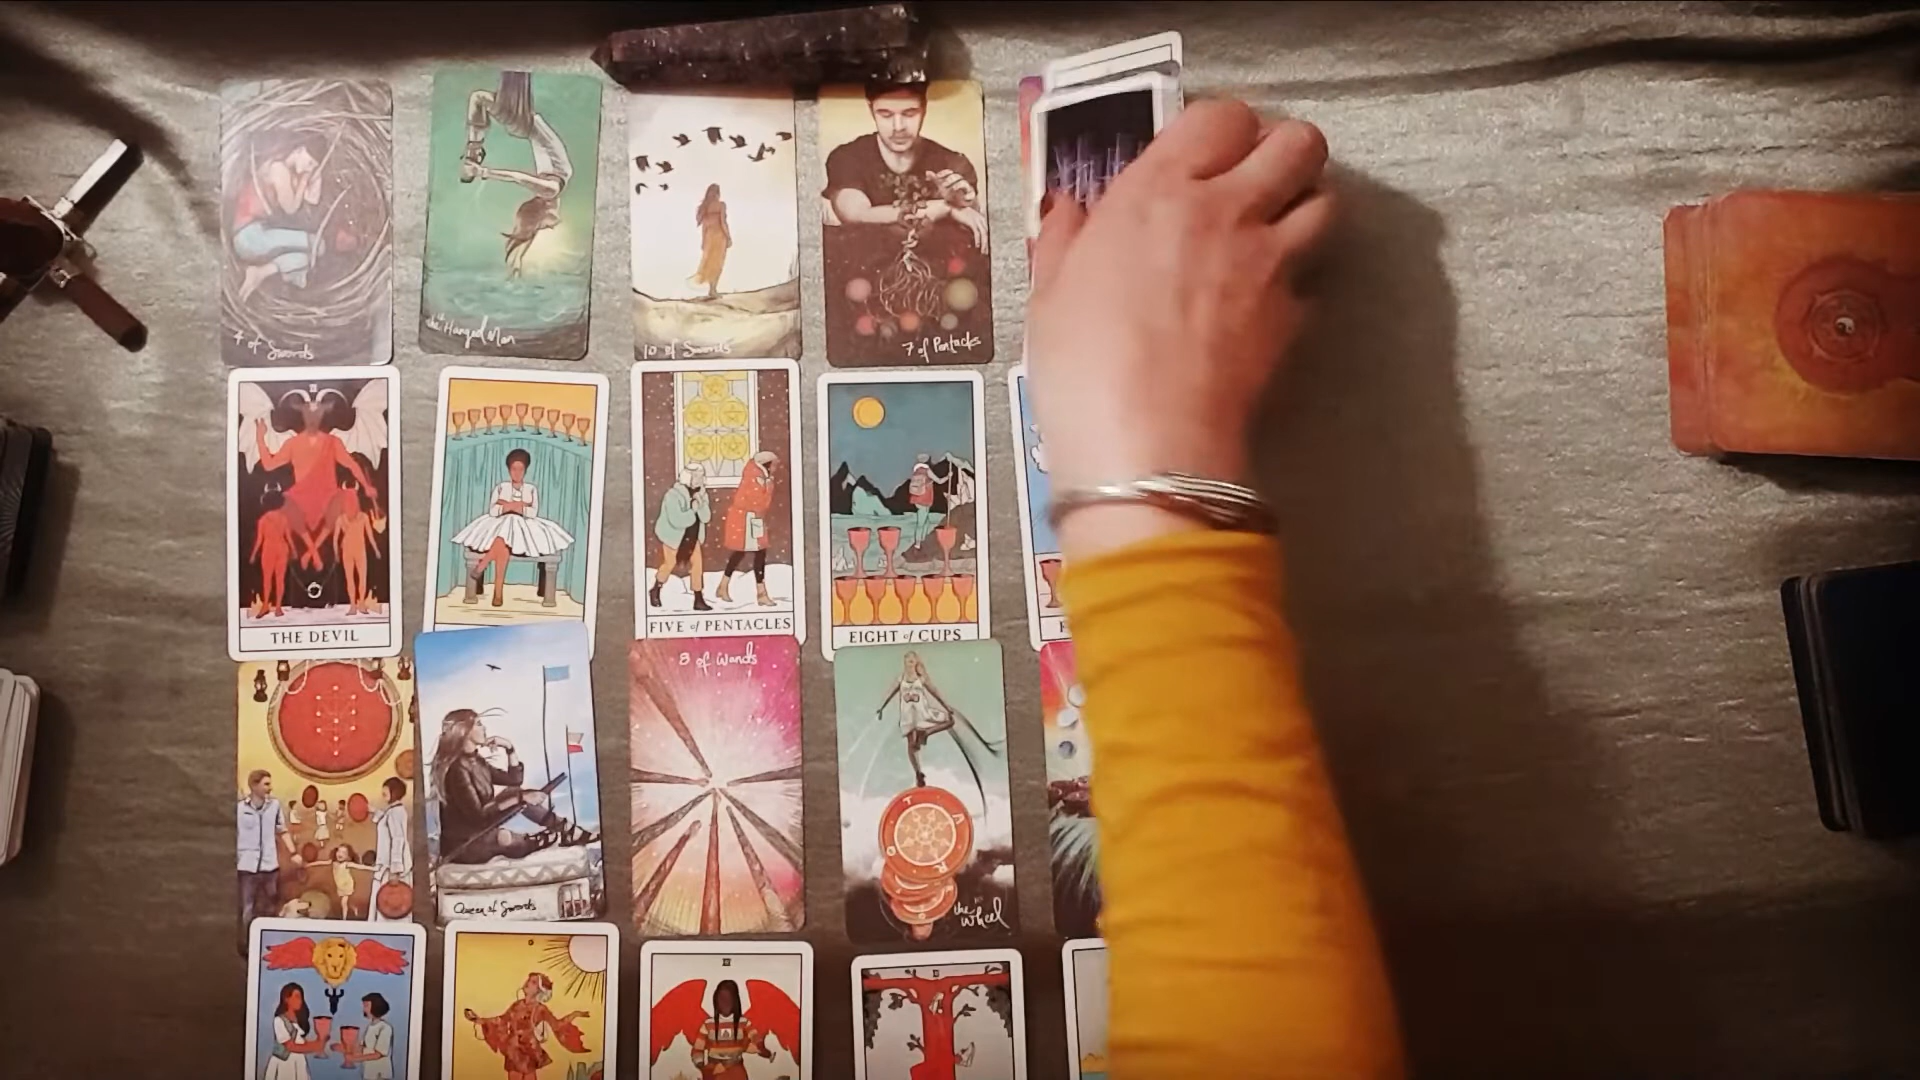 4 of Swords
the Hanged Man
10 of Swords
7 of Pentacles
THE DEVIL
FIVE of PENTACLES
EIGHT of CUPS
8 of Wands
Queen of Swords
the Wheel